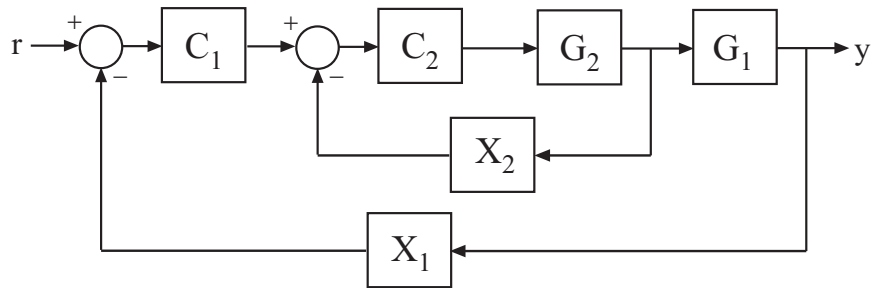 r + − C₁ + − C₂ G₂ G₁ y
X₂
X₁